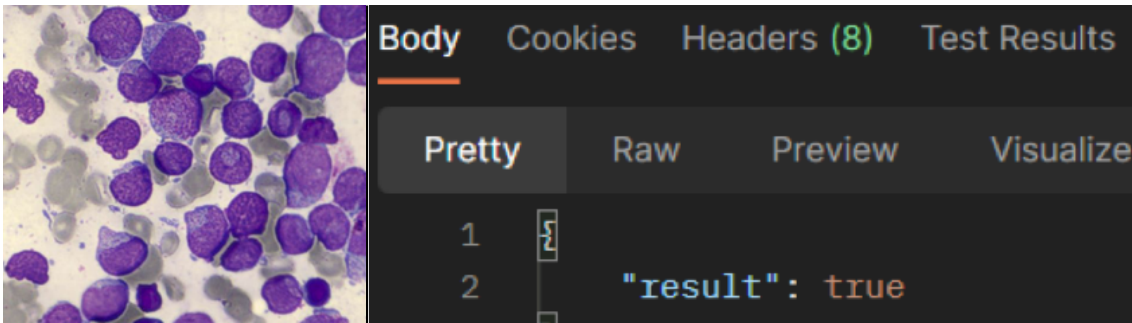 Body Cookies Headers (8) Test Results
Pretty Raw Preview Visualize
1 {
2 "result": true